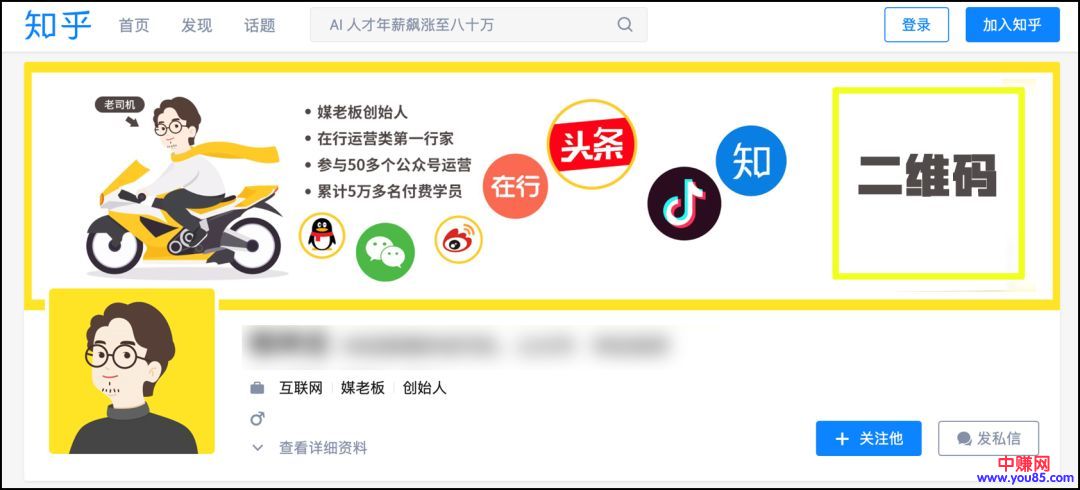 知乎 首页 发现 话题 AI 人才年薪飙涨至八十万 登录 加入知乎
老司机
• 媒老板创始人
• 在行运营类第一行家
• 参与50多个公众号运营
• 累计5万多名付费学员
在行
头条
知
二维码
互联网 媒老板 创始人
查看详细资料
+ 关注他 发私信
中赚网
www.you85.com